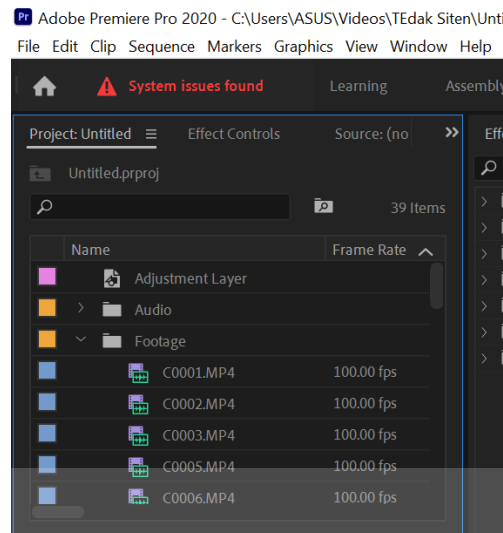 Pr Adobe Premiere Pro 2020 - C:\Users\ASUS\Videos\TEdak Siten\Unti
File Edit Clip Sequence Markers Graphics View Window Help
System issues found Learning Assembly
Project: Untitled Effect Controls Source: (no Effe
Untitled.prproj
39 Items
Name Frame Rate
Adjustment Layer
Audio
Footage
C0001.MP4 100.00 fps
C0002.MP4 100.00 fps
C0003.MP4 100.00 fps
C0005.MP4 100.00 fps
C0006.MP4 100.00 fps